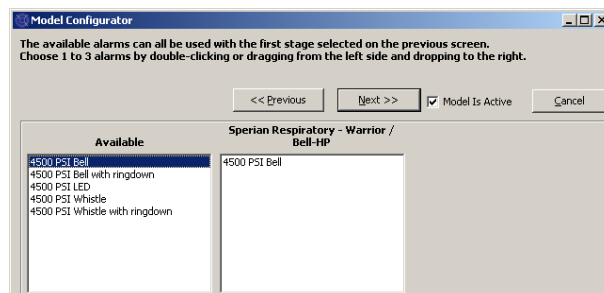 Model Configurator
The available alarms can all be used with the first stage selected on the previous screen.
Choose 1 to 3 alarms by double-clicking or dragging from the left side and dropping to the right.
<< Previous
Next >>
Model Is Active
Cancel
Available
Sperian Respiratory - Warrior /
Bell-HP
4500 PSI Bell
4500 PSI Bell with ringdown
4500 PSI LED
4500 PSI Whistle
4500 PSI Whistle with ringdown
4500 PSI Bell